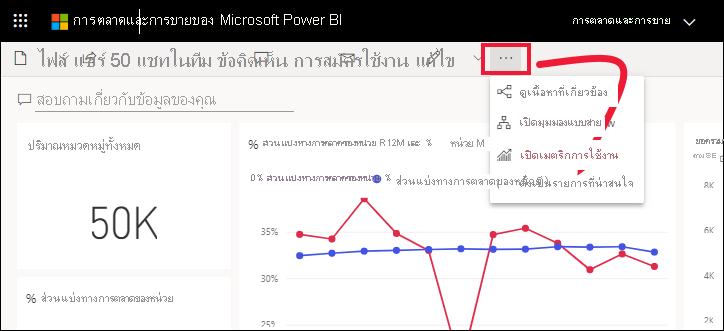 การตลาดและการขายของ Microsoft Power BI
การตลาดและการขาย
ไฟล์ แชร์ 50 แชทในทีม ข้อคิดเห็น การสมัครใช้งาน แก้ไข
สอบถามเกี่ยวกับข้อมูลของคุณ
ดูเนื้อหาที่เกี่ยวข้อง
เปิดมุมมองแบบสาย
เปิดเมตริกการใช้งาน
ตั้งเป็นรายการที่น่าสนใจ
ปริมาณหมวดหมู่ทั้งหมด
50K
% ส่วนแบ่งทางการตลาดของหน่วย
% ส่วนแบ่งทางการตลาดของหน่วย R12M และ % หน่วย M
0% ส่วนแบ่งทางการตลาดของหน่วย %
ส่วนแบ่งทางการตลาดของหน่วย
35%
30%
25%
8K
6K
4K
2K